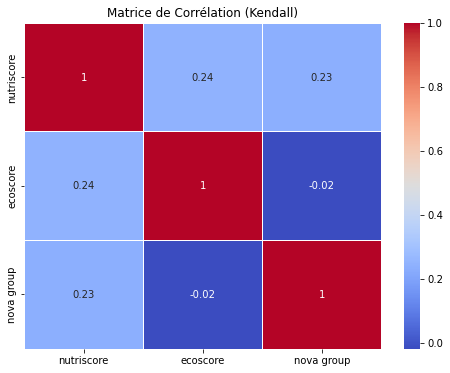 Matrice de Corrélation (Kendall)
nutriscore
1
0.24
0.23
ecoscore
0.24
1
-0.02
nova group
0.23
-0.02
1
nutriscore
ecoscore
nova group
1.0
0.8
0.6
0.4
0.2
0.0